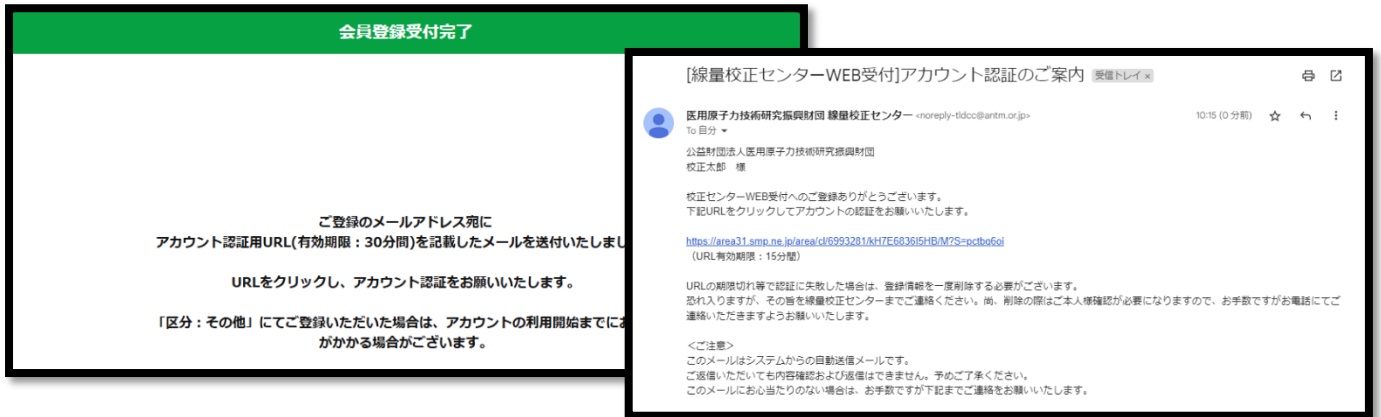 会員登録受付完了
ご登録のメールアドレス宛に
アカウント認証用URL(有効期限：30分間)を記載したメールを送付いたしまし
URLをクリックし、アカウント認証をお願いいたします。
「区分：その他」にてご登録いただいた場合は、アカウントの利用開始までにお
がかかる場合がございます。
[線量校正センターWEB受付]アカウント認証のご案内 受信トレイ ×
医用原子力技術研究振興財団 線量校正センター <noreply-tldcc@antm.or.jp> 10:15 (0 分前)
To 自分
公益財団法人医用原子力技術研究振興財団
校正太郎　様
校正センターWEB受付へのご登録ありがとうございます。
下記URLをクリックしてアカウントの認証をお願いいたします。
https://area31.smp.ne.jp/area/cl/6993281/kH7E6836I5HB/M?S=pctbq6oi
（URL有効期限：15分間）
URLの期限切れ等で認証に失敗した場合は、登録情報を一度削除する必要がございます。
恐れ入りますが、その旨を線量校正センターまでご連絡ください。尚、削除の際はご本人様確認が必要になりますので、お手数ですがお電話にてご
連絡いただきますようお願いいたします。
＜ご注意＞
このメールはシステムからの自動送信メールです。
ご返信いただいても内容確認および返信はできません。予めご了承ください。
このメールにお心当たりのない場合は、お手数ですが下記までご連絡をお願いいたします。